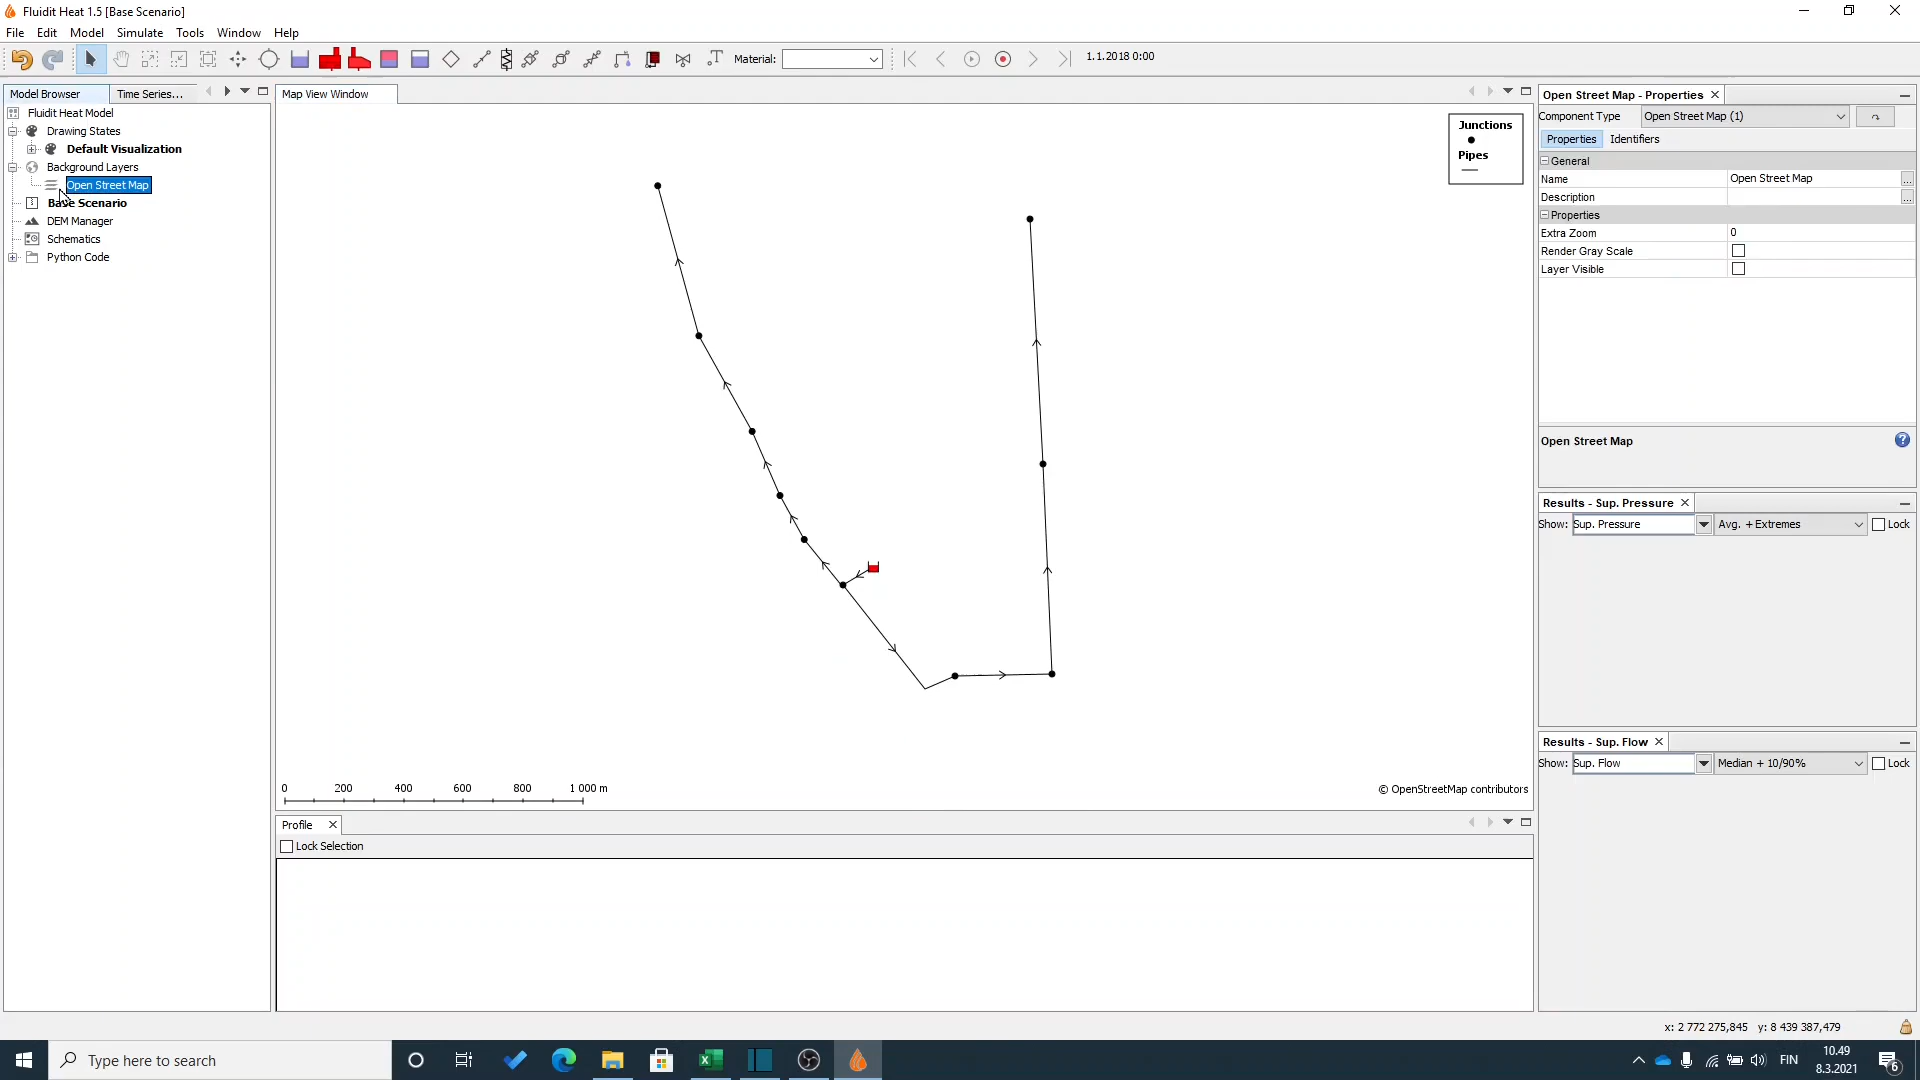 Fluidit Heat 1.5 [Base Scenario]
File Edit Model Simulate Tools Window Help
Material: 1.1.2018 0:00
Model Browser Time Series...
Fluidit Heat Model
Drawing States
Default Visualization
Background Layers
Open Street Map
Base Scenario
DEM Manager
Schematics
Python Code
Map View Window
Junctions
Pipes
0 200 400 600 800 1 000 m
© OpenStreetMap contributors
Profile
Lock Selection
Open Street Map - Properties
Component Type Open Street Map (1)
Properties Identifiers
General
Name Open Street Map ...
Description ...
Properties
Extra Zoom 0
Render Gray Scale
Layer Visible
Open Street Map
Results - Sup. Pressure
Show: Sup. Pressure Avg. + Extremes Lock
Results - Sup. Flow
Show: Sup. Flow Median + 10/90% Lock
x: 2 772 275,845 y: 8 439 387,479
Type here to search
FIN
10.49
8.3.2021
6